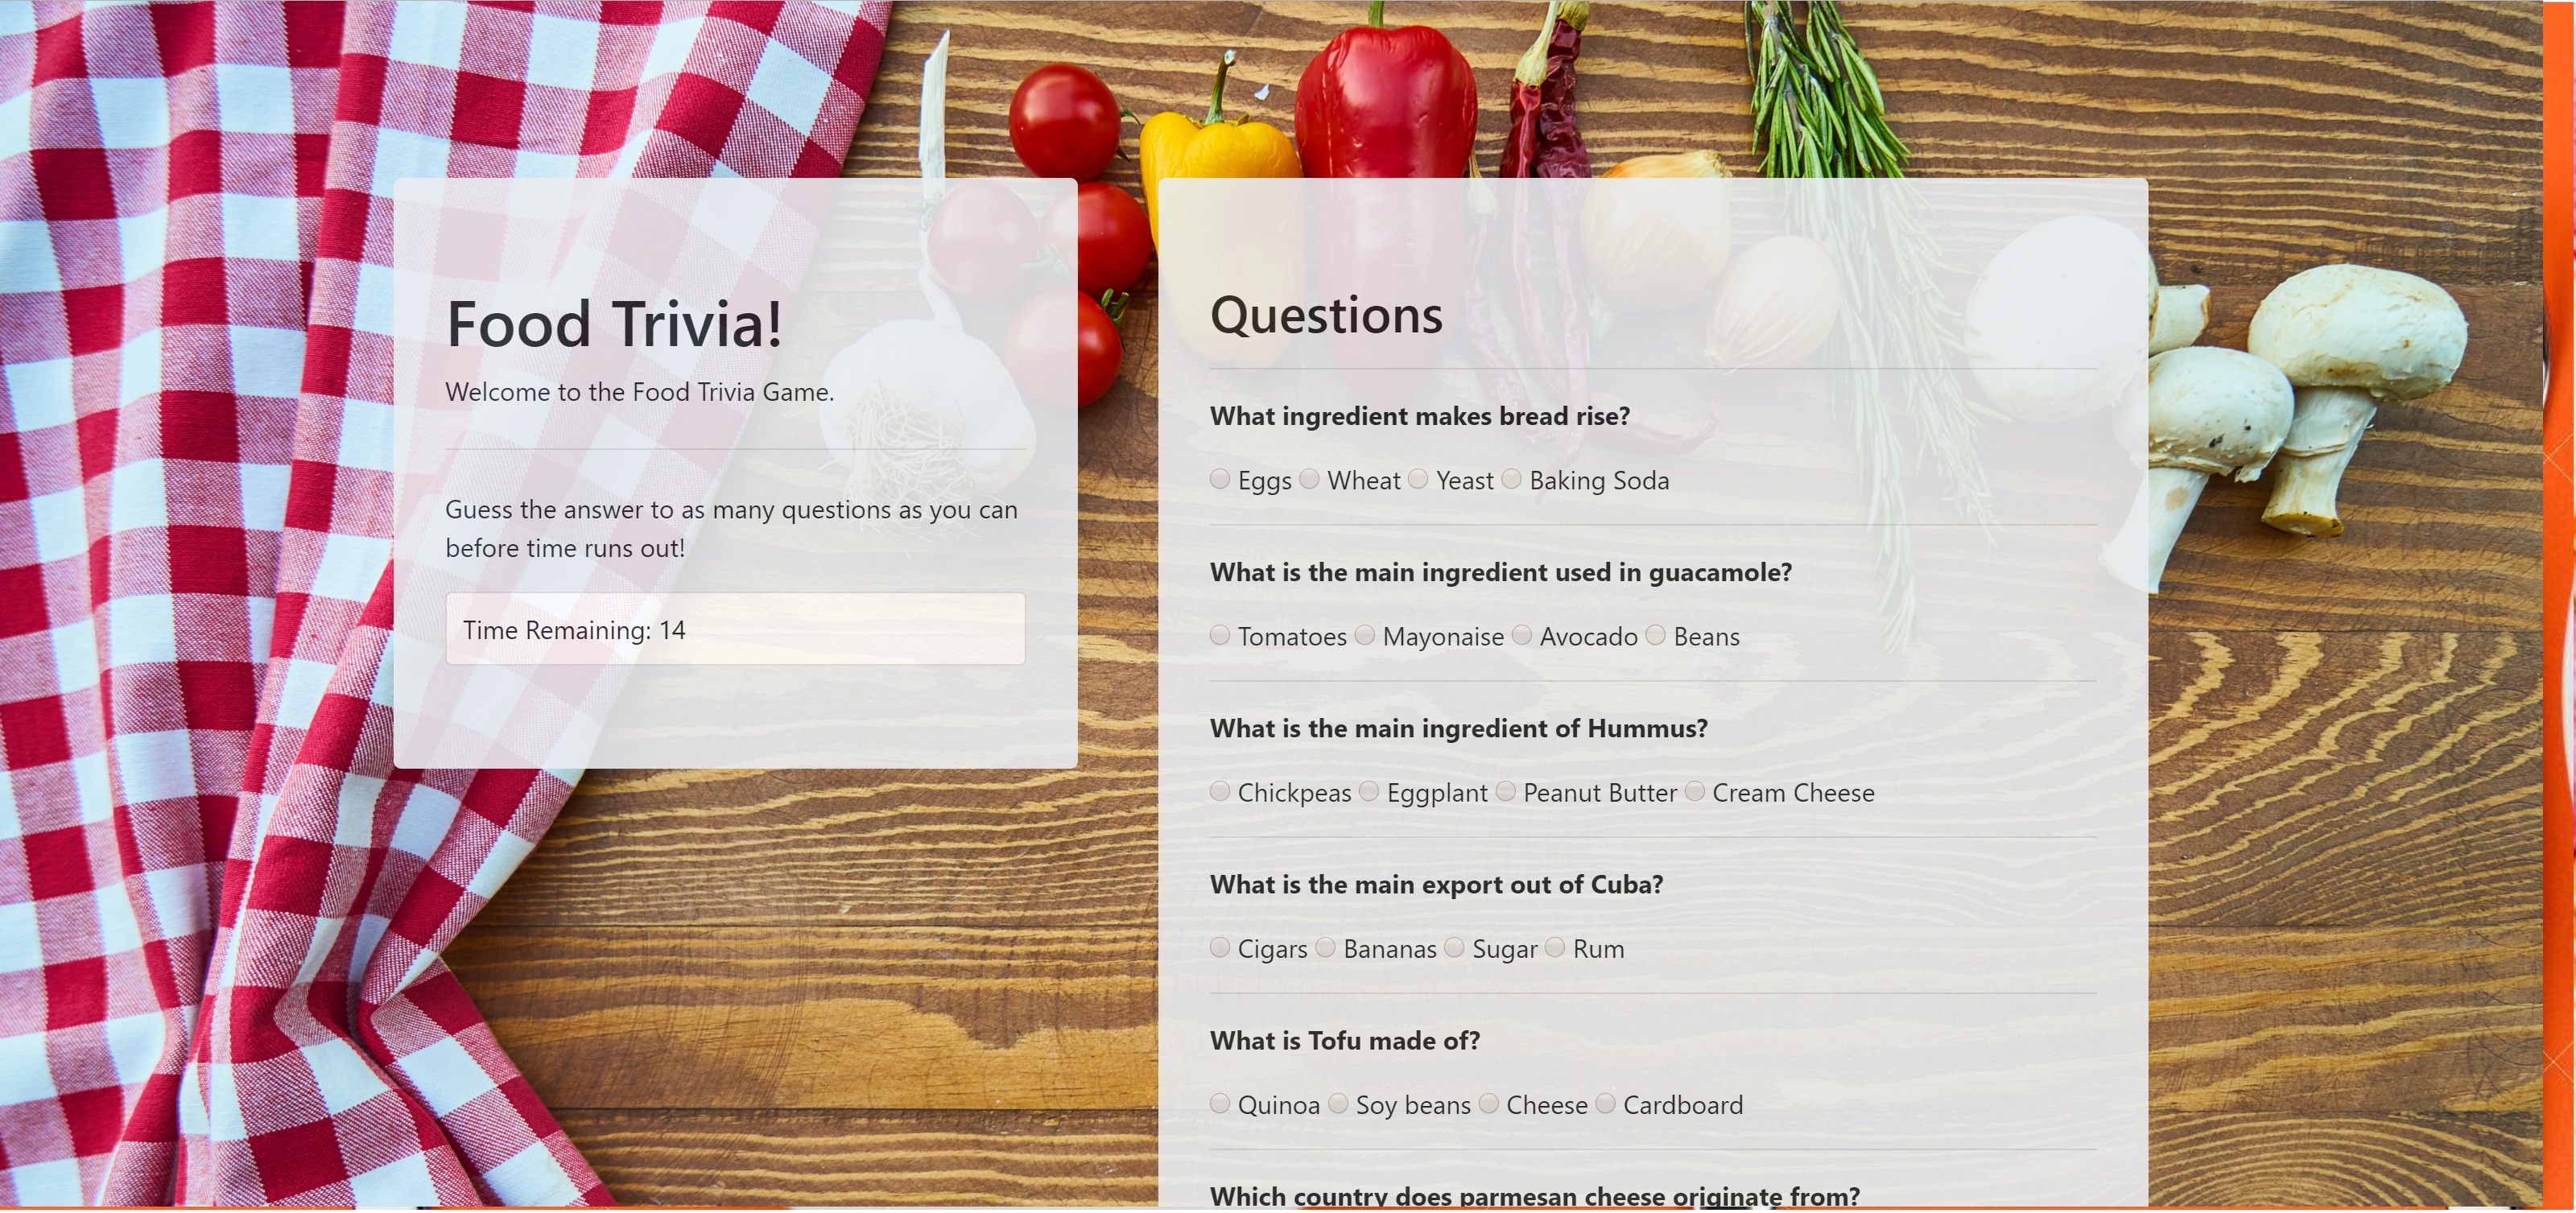 Food Trivia!
Welcome to the Food Trivia Game.
Guess the answer to as many questions as you can
before time runs out!
Time Remaining: 14
Questions
What ingredient makes bread rise?
Eggs Wheat Yeast Baking Soda
What is the main ingredient used in guacamole?
Tomatoes Mayonaise Avocado Beans
What is the main ingredient of Hummus?
Chickpeas Eggplant Peanut Butter Cream Cheese
What is the main export out of Cuba?
Cigars Bananas Sugar Rum
What is Tofu made of?
Quinoa Soy beans Cheese Cardboard
Which country does parmesan cheese originate from?